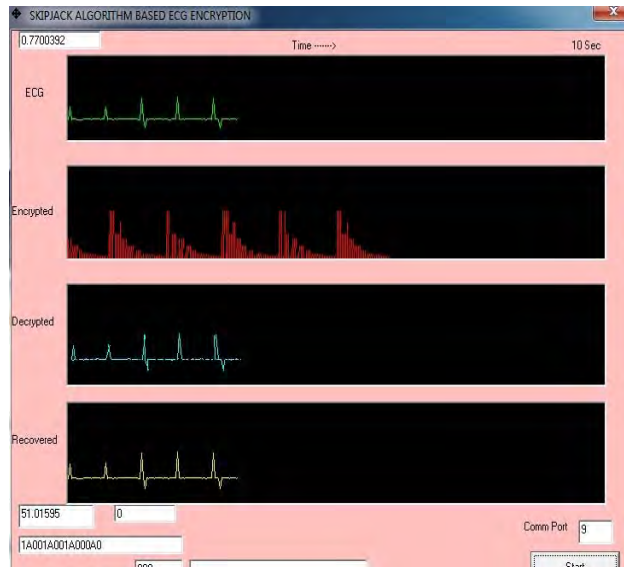 SKIPJACK ALGORITHM BASED ECG ENCRYPTION
0.7700392
Time ------->
10 Sec
ECG
Encrypted
Decrypted
Recovered
51.01595
0
Comm Port
9
1A001A001A000A0
Start